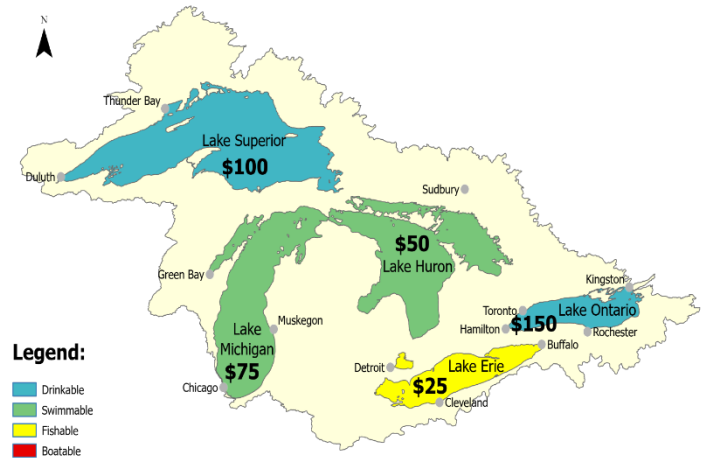 N
Thunder Bay
Lake Superior
$100
Duluth
Sudbury
$50
Lake Huron
Green Bay
Kingston
Toronto
Lake Ontario
Hamilton
$150
Rochester
Muskegon
Lake
Michigan
$75
Buffalo
Detroit
Lake Erie
$25
Chicago
Cleveland
Legend:
Drinkable
Swimmable
Fishable
Boatable